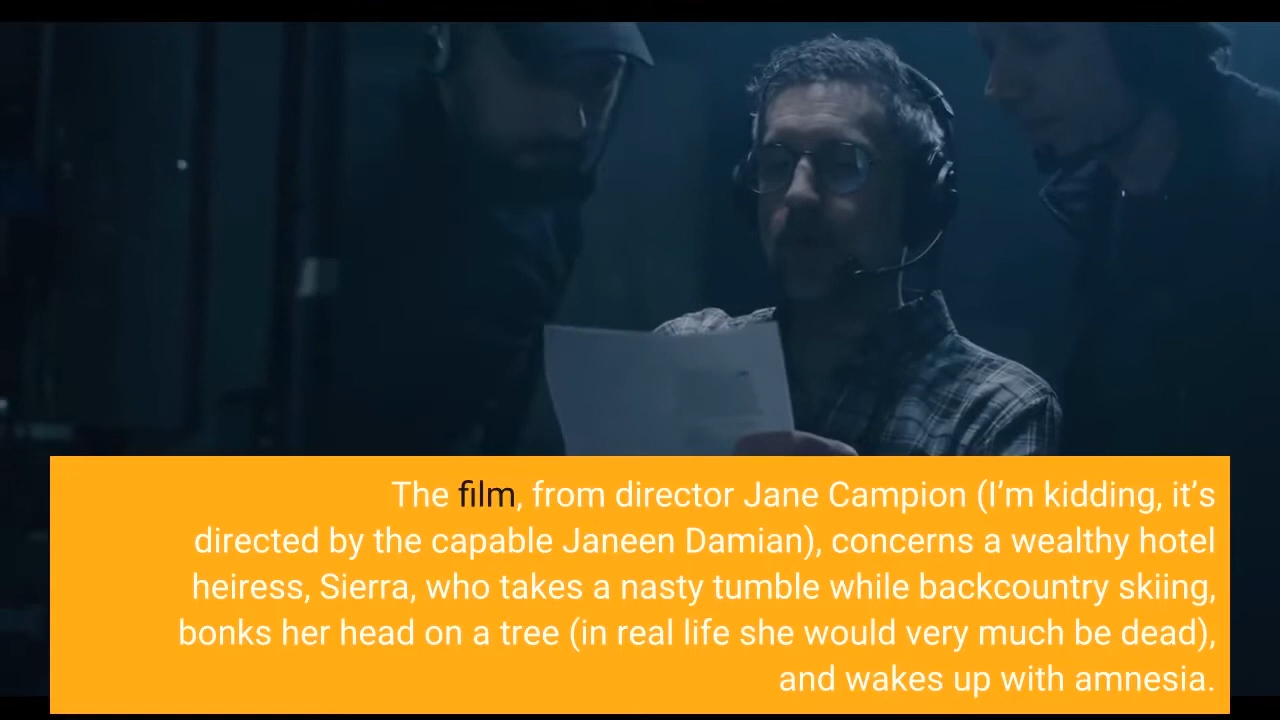 The film, from director Jane Campion (I’m kidding, it’s
directed by the capable Janeen Damian), concerns a wealthy hotel
heiress, Sierra, who takes a nasty tumble while backcountry skiing,
bonks her head on a tree (in real life she would very much be dead),
and wakes up with amnesia.